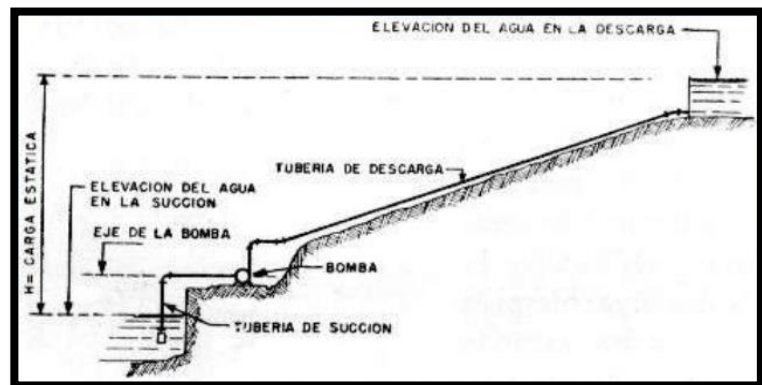 ELEVACION DEL AGUA EN LA DESCARGA
H= CARGA ESTATICA
TUBERIA DE DESCARGA
ELEVACION DEL AGUA
EN LA SUCCION
EJE DE LA BOMBA
BOMBA
TUBERIA DE SUCCION